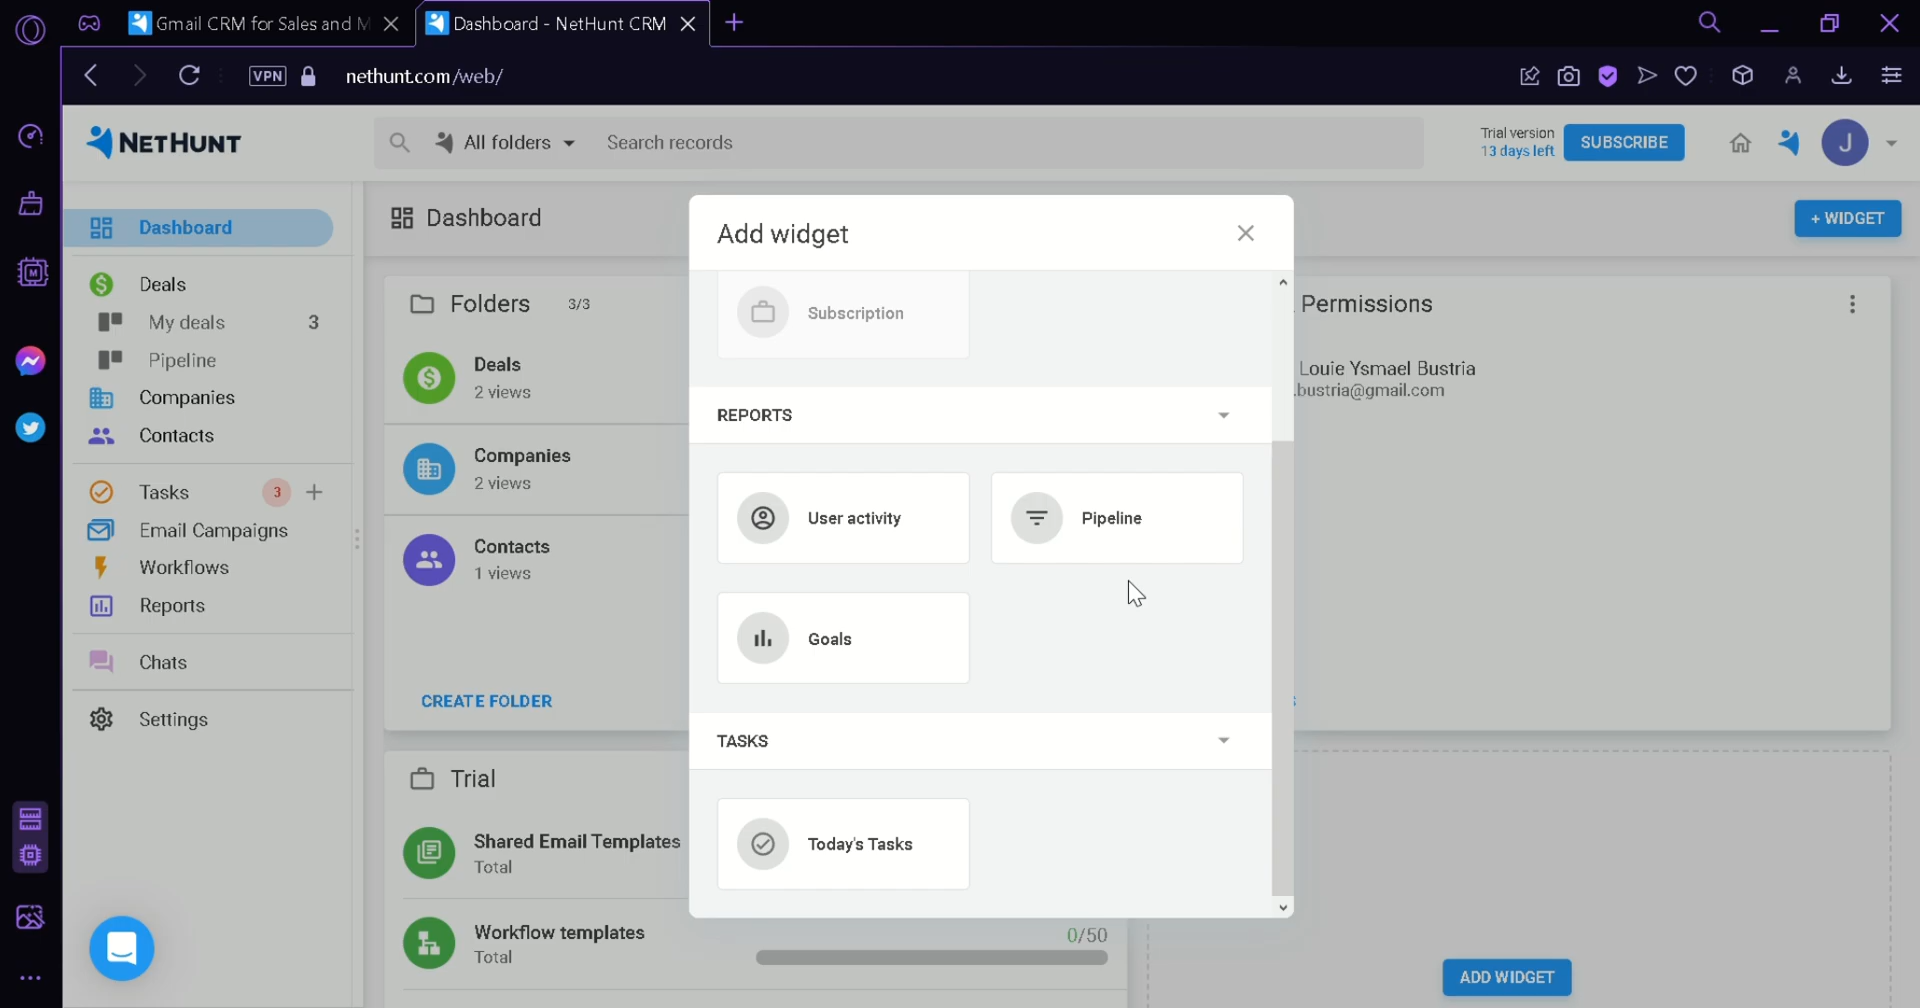 Gmail CRM for Sales and M
Dashboard - NetHunt CRM
VPN
nethunt.com/web/
NETHUNT
All folders
Search records
Trial version
13 days left
SUBSCRIBE
J
Dashboard
Deals
My deals 3
Pipeline
Companies
Contacts
Tasks 3 +
Email Campaigns
Workflows
Reports
Chats
Settings
Dashboard
+ WIDGET
Folders 3/3
Deals
2 views
Companies
2 views
Contacts
1 views
CREATE FOLDER
Permissions
Louie Ysmael Bustria
.bustria@gmail.com
Trial
Shared Email Templates
Total
Workflow templates
Total
0/50
ADD WIDGET
Add widget
Subscription
REPORTS
User activity
Pipeline
Goals
TASKS
Today's Tasks